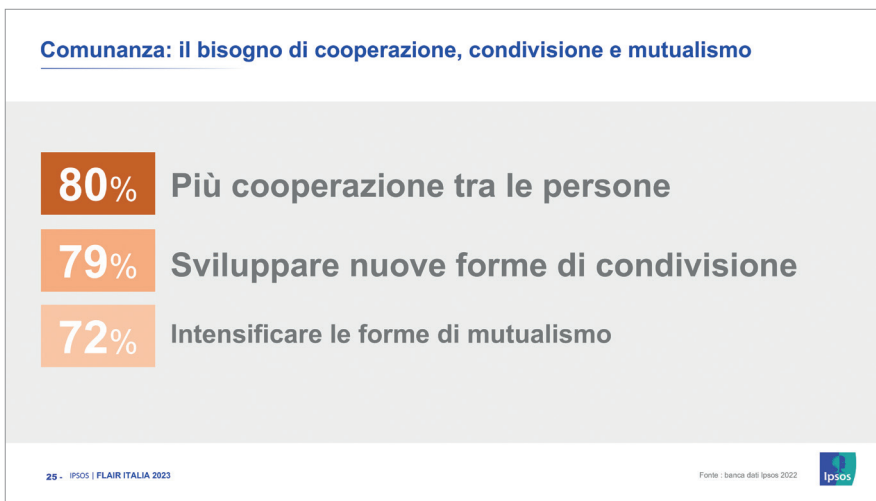 Comunanza: il bisogno di cooperazione, condivisione e mutualismo
80% Più cooperazione tra le persone
79% Sviluppare nuove forme di condivisione
72% Intensificare le forme di mutualismo
25 - IPSOS | FLAIR ITALIA 2023
Fonte : banca dati Ipsos 2022
Ipsos